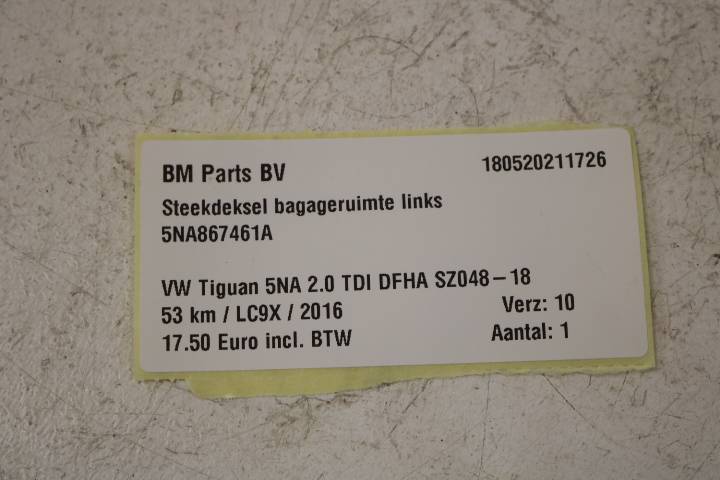 BM Parts BV 180520211726
Steekdeksel bagageruimte links
5NA867461A
VW Tiguan 5NA 2.0 TDI DFHA SZ048-18
53 km / LC9X / 2016 Verz: 10
17.50 Euro incl. BTW Aantal: 1